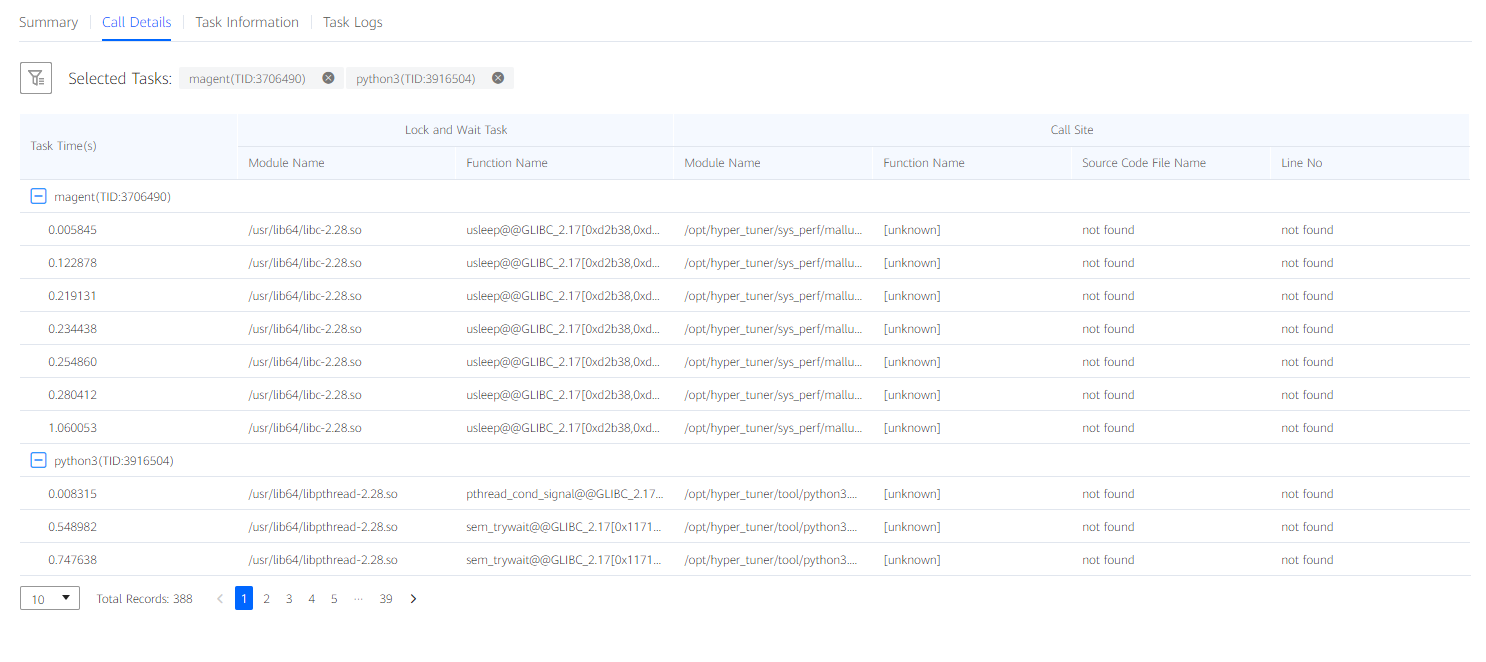 Summary Call Details Task Information Task Logs
Selected Tasks: magent(TID:3706490) python3(TID:3916504)
Task Time(s) Lock and Wait Task Call Site
Module Name Function Name Module Name Function Name Source Code File Name Line No
magent(TID:3706490)
0.005845 /usr/lib64/libc-2.28.so usleep@@GLIBC_2.17[0xd2b38,0xd... /opt/hyper_tuner/sys_perf/mallu... [unknown] not found not found
0.122878 /usr/lib64/libc-2.28.so usleep@@GLIBC_2.17[0xd2b38,0xd... /opt/hyper_tuner/sys_perf/mallu... [unknown] not found not found
0.219131 /usr/lib64/libc-2.28.so usleep@@GLIBC_2.17[0xd2b38,0xd... /opt/hyper_tuner/sys_perf/mallu... [unknown] not found not found
0.234438 /usr/lib64/libc-2.28.so usleep@@GLIBC_2.17[0xd2b38,0xd... /opt/hyper_tuner/sys_perf/mallu... [unknown] not found not found
0.254860 /usr/lib64/libc-2.28.so usleep@@GLIBC_2.17[0xd2b38,0xd... /opt/hyper_tuner/sys_perf/mallu... [unknown] not found not found
0.280412 /usr/lib64/libc-2.28.so usleep@@GLIBC_2.17[0xd2b38,0xd... /opt/hyper_tuner/sys_perf/mallu... [unknown] not found not found
1.060053 /usr/lib64/libc-2.28.so usleep@@GLIBC_2.17[0xd2b38,0xd... /opt/hyper_tuner/sys_perf/mallu... [unknown] not found not found
python3(TID:3916504)
0.008315 /usr/lib64/libpthread-2.28.so pthread_cond_signal@@GLIBC_2.17... /opt/hyper_tuner/tool/python3.... [unknown] not found not found
0.548982 /usr/lib64/libpthread-2.28.so sem_trywait@@GLIBC_2.17[0x1171... /opt/hyper_tuner/tool/python3.... [unknown] not found not found
0.747638 /usr/lib64/libpthread-2.28.so sem_trywait@@GLIBC_2.17[0x1171... /opt/hyper_tuner/tool/python3.... [unknown] not found not found
10 Total Records: 388 < 1 2 3 4 5 ... 39 >